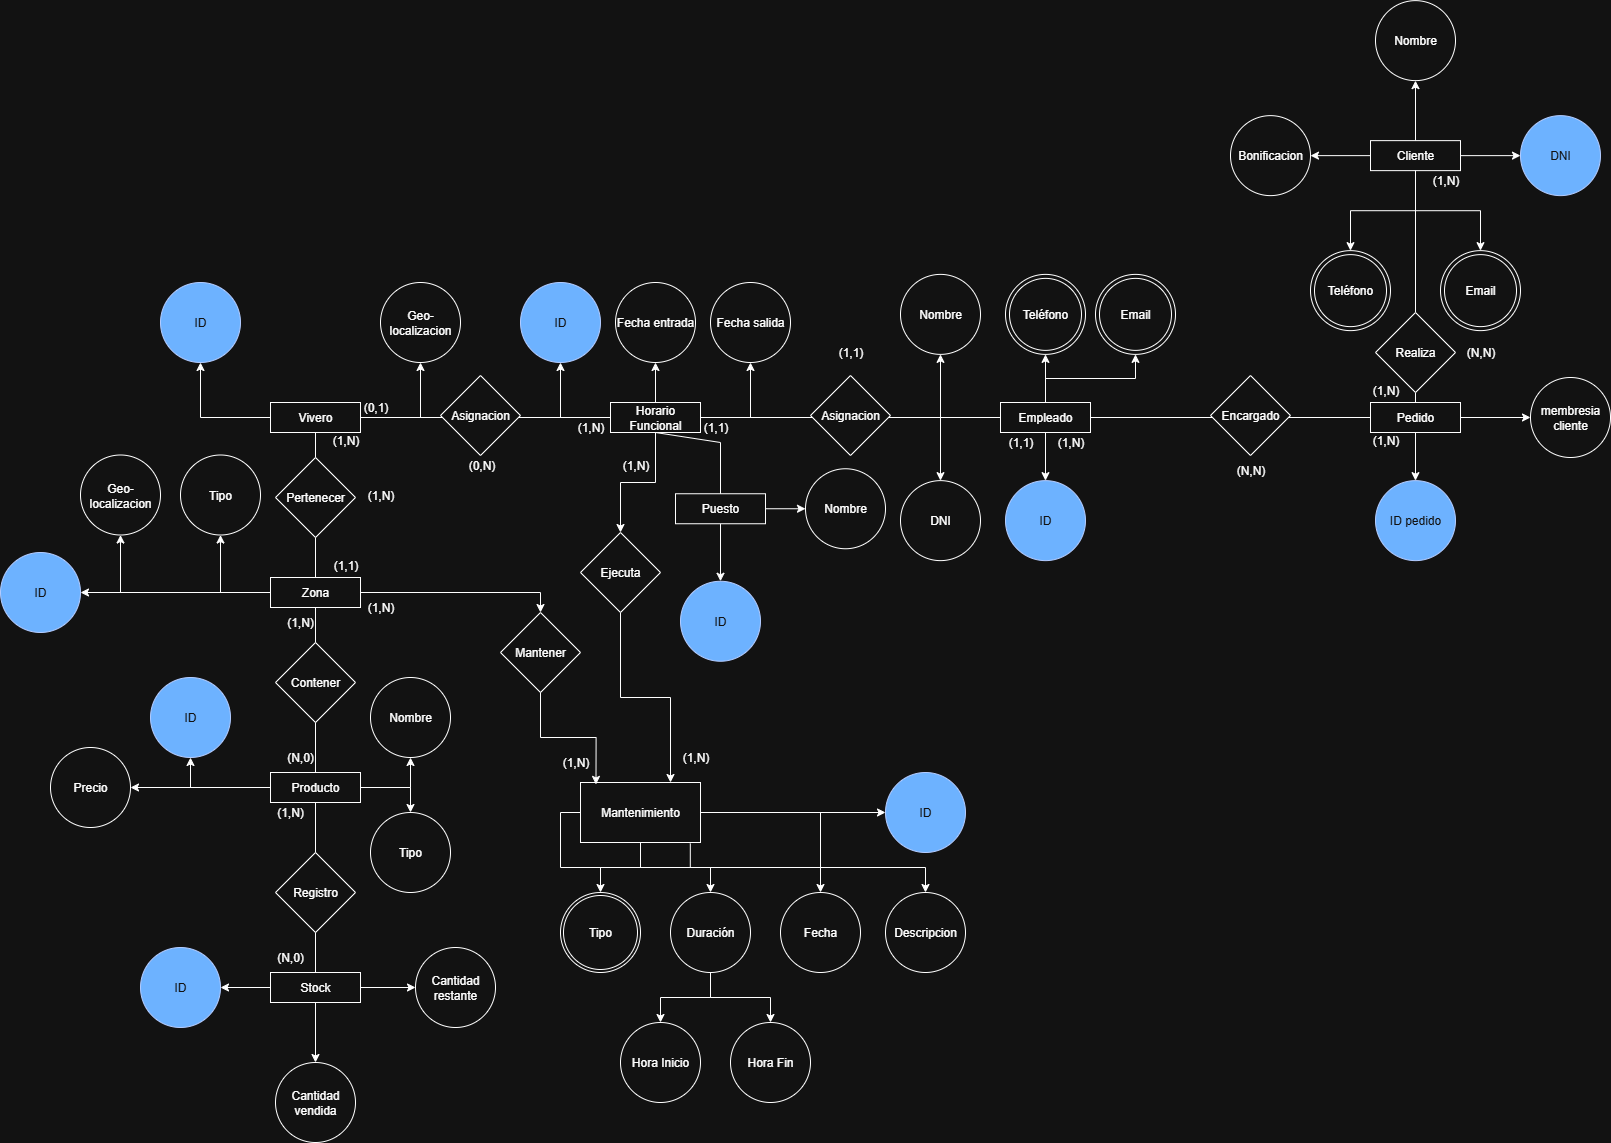 Nombre
Bonificacion
Cliente
DNI
(1,N)
Teléfono
Email
ID
Geo-
localizacion
ID
Fecha entrada
Fecha salida
Nombre
Teléfono
Email
Realiza
(N,N)
(1,1)
Vivero
(0,1)
Asignacion
(0,N)
(1,N)
Horario
Funcional
(1,1)
Asignacion
Empleado
(1,1)
(1,N)
Encargado
(N,N)
(1,N)
Pedido
(1,N)
membresia
cliente
(1,N)
Geo-
localizacion
Tipo
Pertenecer
(1,N)
(1,N)
Puesto
Nombre
DNI
ID
ID pedido
Ejecuta
(1,1)
ID
Zona
(1,N)
(1,N)
ID
Mantener
Contener
ID
Nombre
(N,0)
(1,N)
(1,N)
Precio
Producto
(1,N)
Tipo
Mantenimiento
ID
Registro
Tipo
Duración
Fecha
Descripcion
(N,0)
ID
Stock
Cantidad
restante
Hora Inicio
Hora Fin
Cantidad
vendida